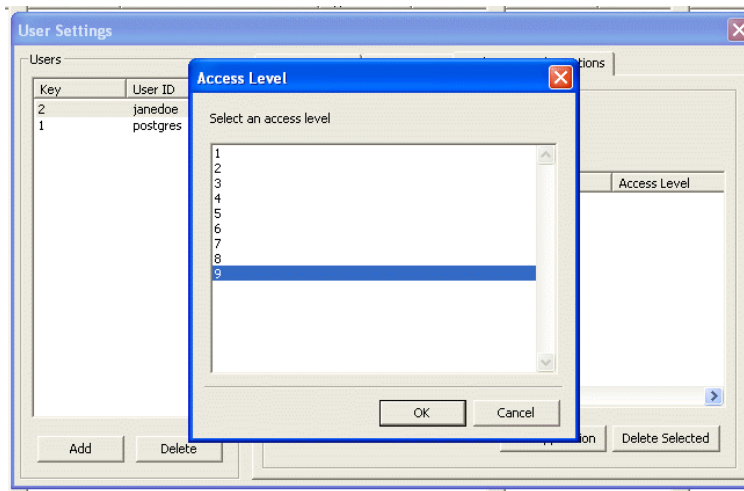 User Settings
Users
Key User ID
2 janedoe
1 postgres
Add Delete
Access Level
Select an access level
1
2
3
4
5
6
7
8
9
OK Cancel
Access Level
Delete Selected